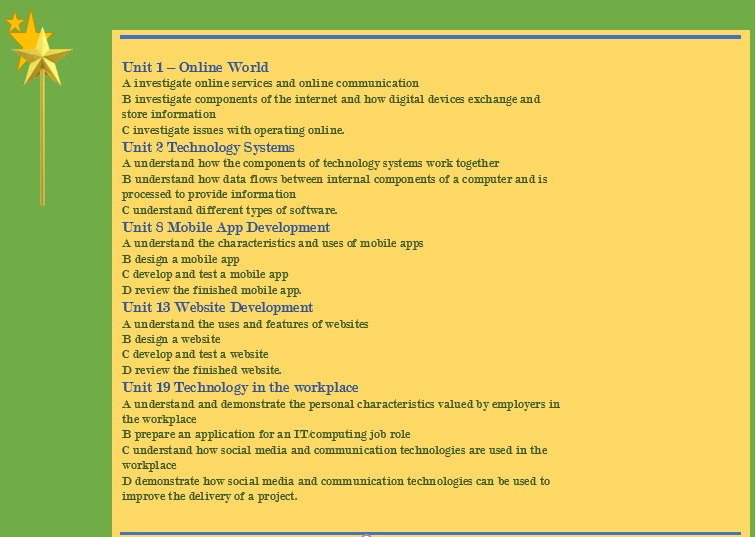 Unit 1 – Online World
A investigate online services and online communication
B investigate components of the internet and how digital devices exchange and
store information
C investigate issues with operating online.
Unit 2 Technology Systems
A understand how the components of technology systems work together
B understand how data flows between internal components of a computer and is
processed to provide information
C understand different types of software.
Unit 8 Mobile App Development
A understand the characteristics and uses of mobile apps
B design a mobile app
C develop and test a mobile app
D review the finished mobile app.
Unit 13 Website Development
A understand the uses and features of websites
B design a website
C develop and test a website
D review the finished website.
Unit 19 Technology in the workplace
A understand and demonstrate the personal characteristics valued by employers in
the workplace
B prepare an application for an IT/computing job role
C understand how social media and communication technologies are used in the
workplace
D demonstrate how social media and communication technologies can be used to
improve the delivery of a project.